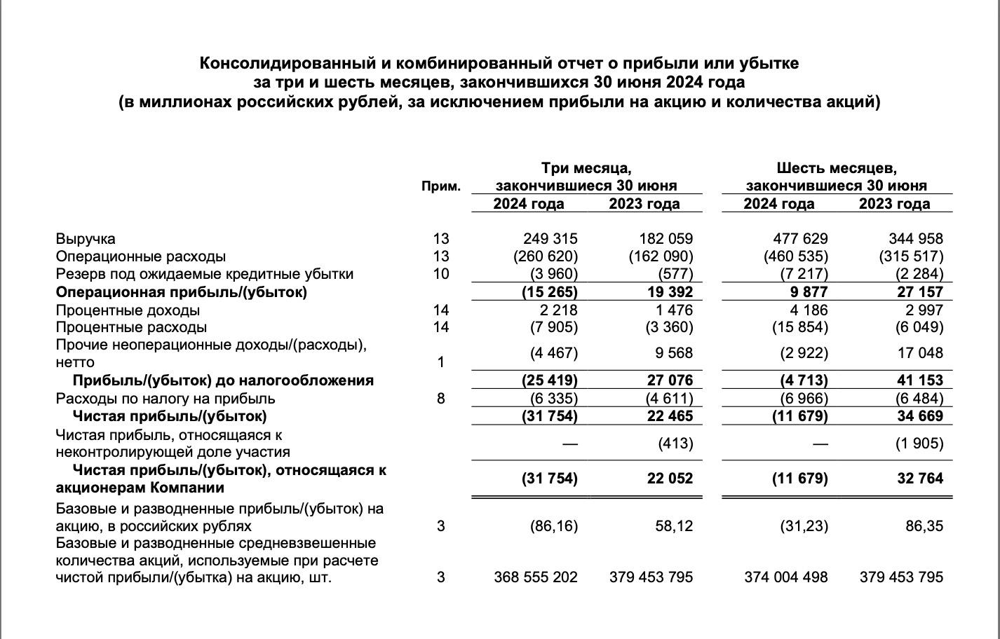 Консолидированный и комбинированный отчет о прибыли или убытке
за три и шесть месяцев, закончившихся 30 июня 2024 года
(в миллионах российских рублей, за исключением прибыли на акцию и количества акций)
Три месяца, Шесть месяцев,
Прим. закончившиеся 30 июня закончившиеся 30 июня
2024 года 2023 года 2024 года 2023 года
Выручка 13 249 315 182 059 477 629 344 958
Операционные расходы 13 (260 620) (162 090) (460 535) (315 517)
Резерв под ожидаемые кредитные убытки 10 (3 960) (577) (7 217) (2 284)
Операционная прибыль/(убыток) (15 265) 19 392 9 877 27 157
Процентные доходы 14 2 218 1 476 4 186 2 997
Процентные расходы 14 (7 905) (3 360) (15 854) (6 049)
Прочие неоперационные доходы/(расходы),
нетто 1 (4 467) 9 568 (2 922) 17 048
Прибыль/(убыток) до налогообложения (25 419) 27 076 (4 713) 41 153
Расходы по налогу на прибыль 8 (6 335) (4 611) (6 966) (6 484)
Чистая прибыль/(убыток) (31 754) 22 465 (11 679) 34 669
Чистая прибыль, относящаяся к
неконтролирующей доле участия — (413) — (1 905)
Чистая прибыль/(убыток), относящаяся к
акционерам Компании (31 754) 22 052 (11 679) 32 764
Базовые и разводненные прибыль/(убыток) на
акцию, в российских рублях 3 (86,16) 58,12 (31,23) 86,35
Базовые и разводненные средневзвешенные
количества акций, используемые при расчете
чистой прибыли/(убытка) на акцию, шт. 3 368 555 202 379 453 795 374 004 498 379 453 795